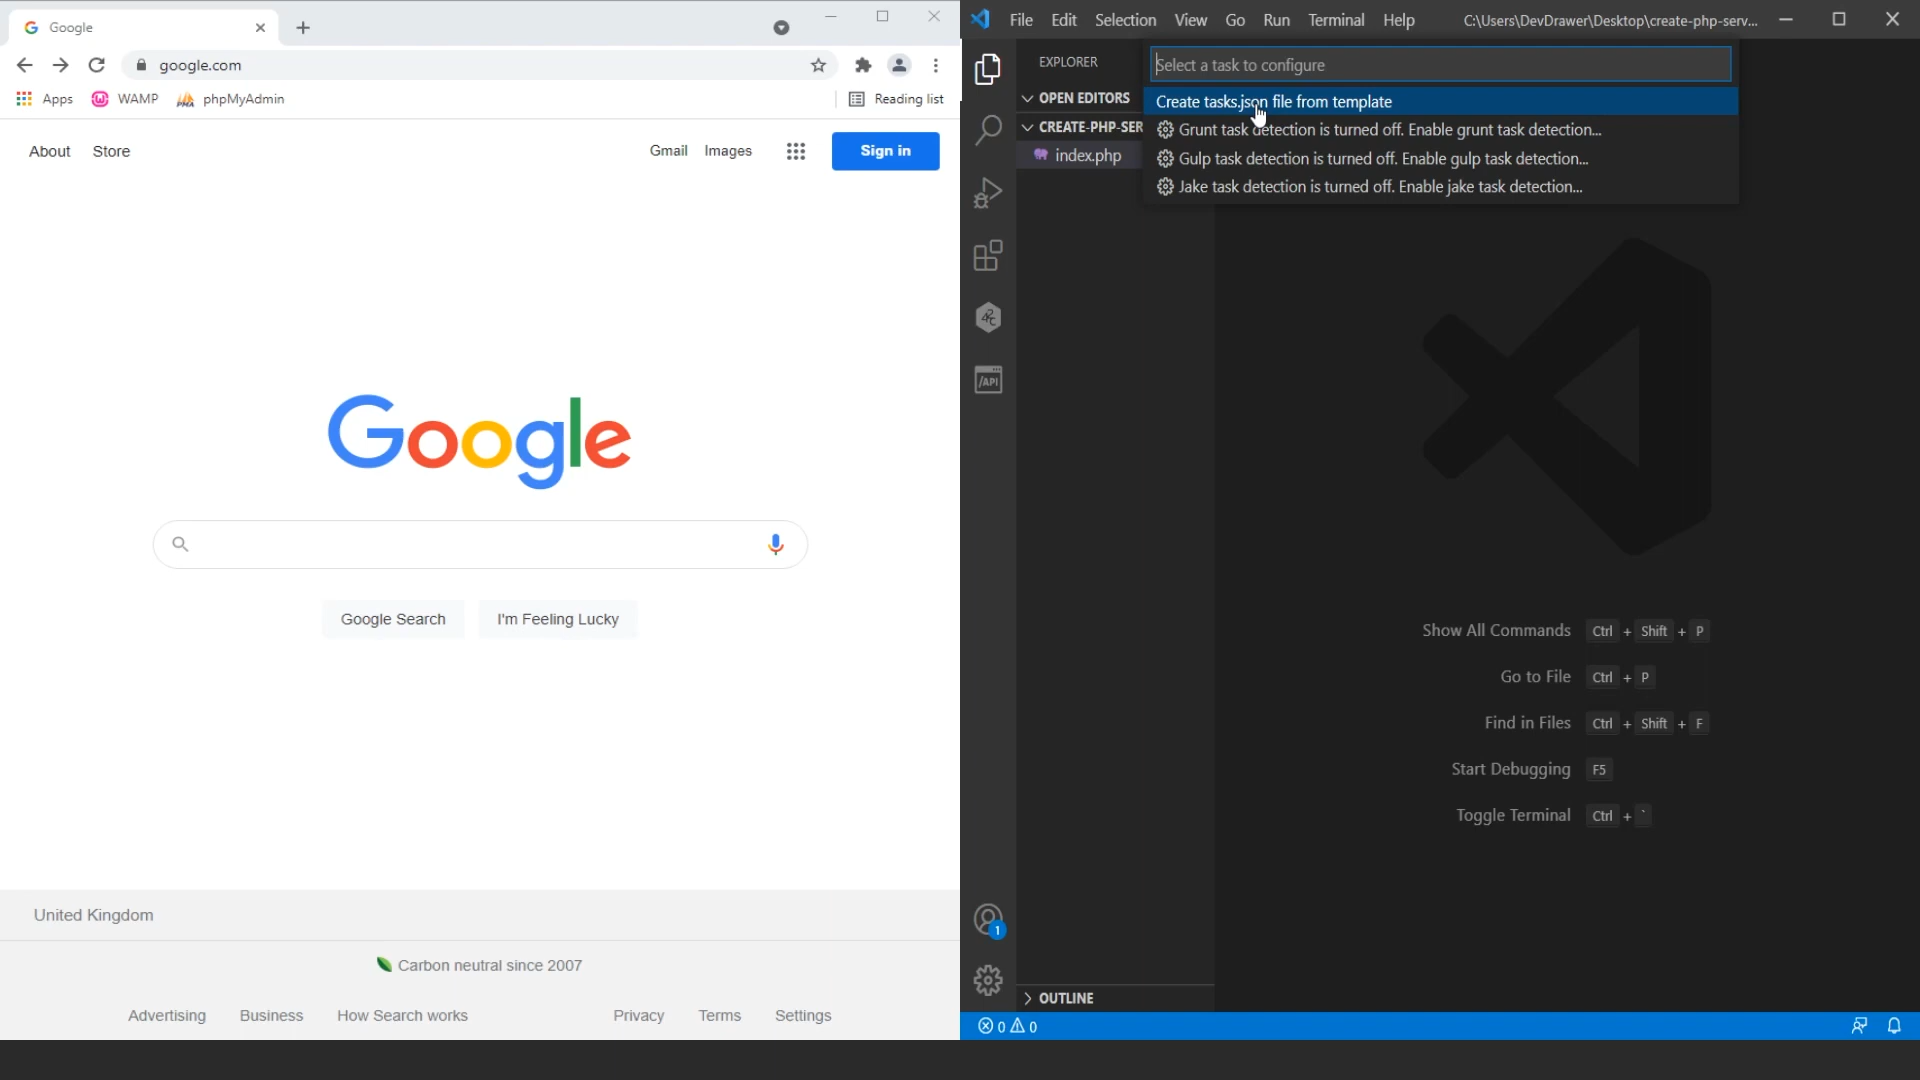 Google
google.com
Apps
WAMP
phpMyAdmin
Reading list
About
Store
Gmail
Images
Sign in
Google
Google Search
I'm Feeling Lucky
United Kingdom
Carbon neutral since 2007
Advertising
Business
How Search works
Privacy
Terms
Settings
File
Edit
Selection
View
Go
Run
Terminal
Help
C:\Users\DevDrawer\Desktop\create-php-serv...
EXPLORER
Select a task to configure
OPEN EDITORS
Create tasks.json file from template
CREATE-PHP-SER
Grunt task detection is turned off. Enable grunt task detection...
index.php
Gulp task detection is turned off. Enable gulp task detection...
Jake task detection is turned off. Enable jake task detection...
42C
/API
Show All Commands Ctrl + Shift + P
Go to File Ctrl + P
Find in Files Ctrl + Shift + F
Start Debugging F5
Toggle Terminal Ctrl + `
1
OUTLINE
0 0